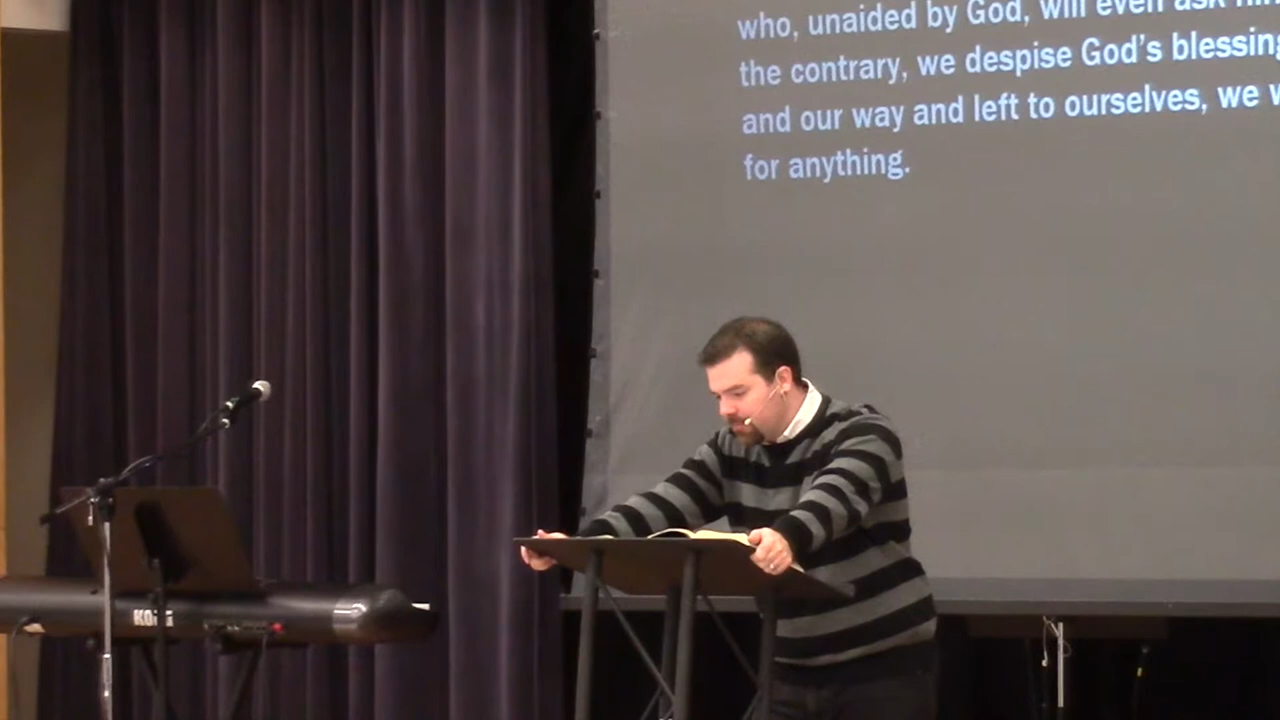 who, unaided by God, will even ask
the contrary, we despise God's
and our way and left to ourselves, we
for anything.
KORG